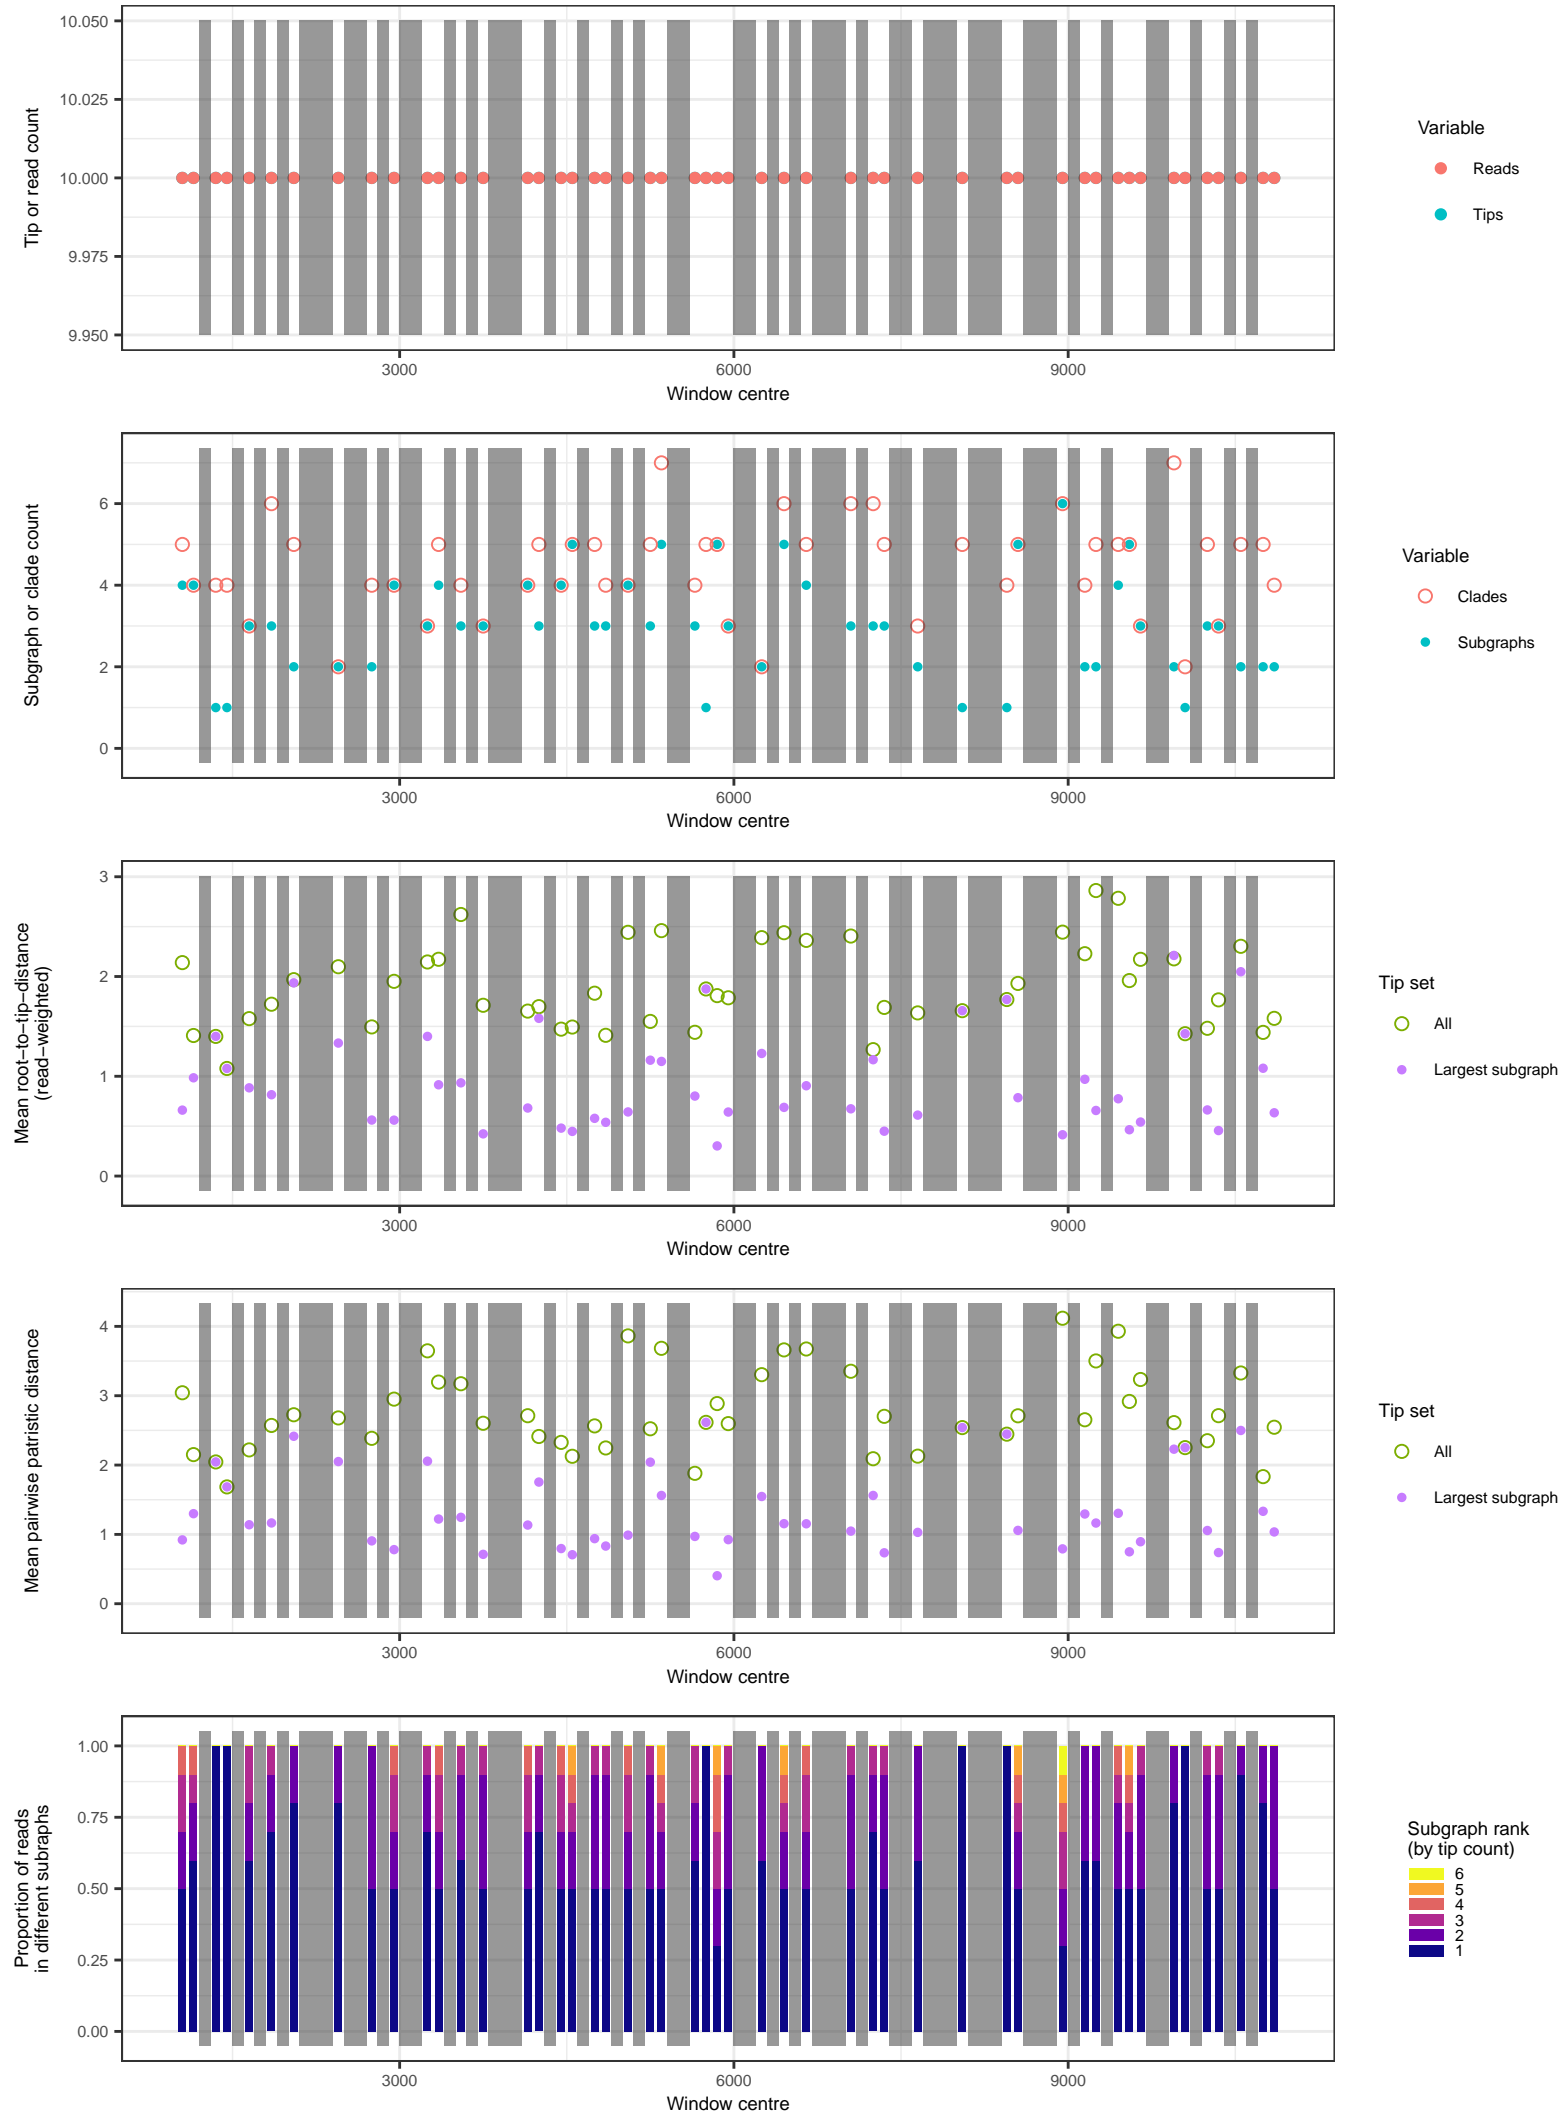 10.050
10.025
10.000
9.975
9.950
Tip or read count
3000
6000
9000
Window centre
Variable
Reads
Tips
6
4
2
0
Subgraph or clade count
3000
6000
9000
Window centre
Variable
Clades
Subgraphs
3
2
1
0
Mean root−to−tip−distance
(read−weighted)
3000
6000
9000
Window centre
Tip set
All
Largest subgraph
4
3
2
1
0
Mean pairwise patristic distance
3000
6000
9000
Window centre
Tip set
All
Largest subgraph
1.00
0.75
0.50
0.25
0.00
Proportion of reads
in different subraphs
3000
6000
9000
Window centre
Subgraph rank
(by tip count)
6
5
4
3
2
1